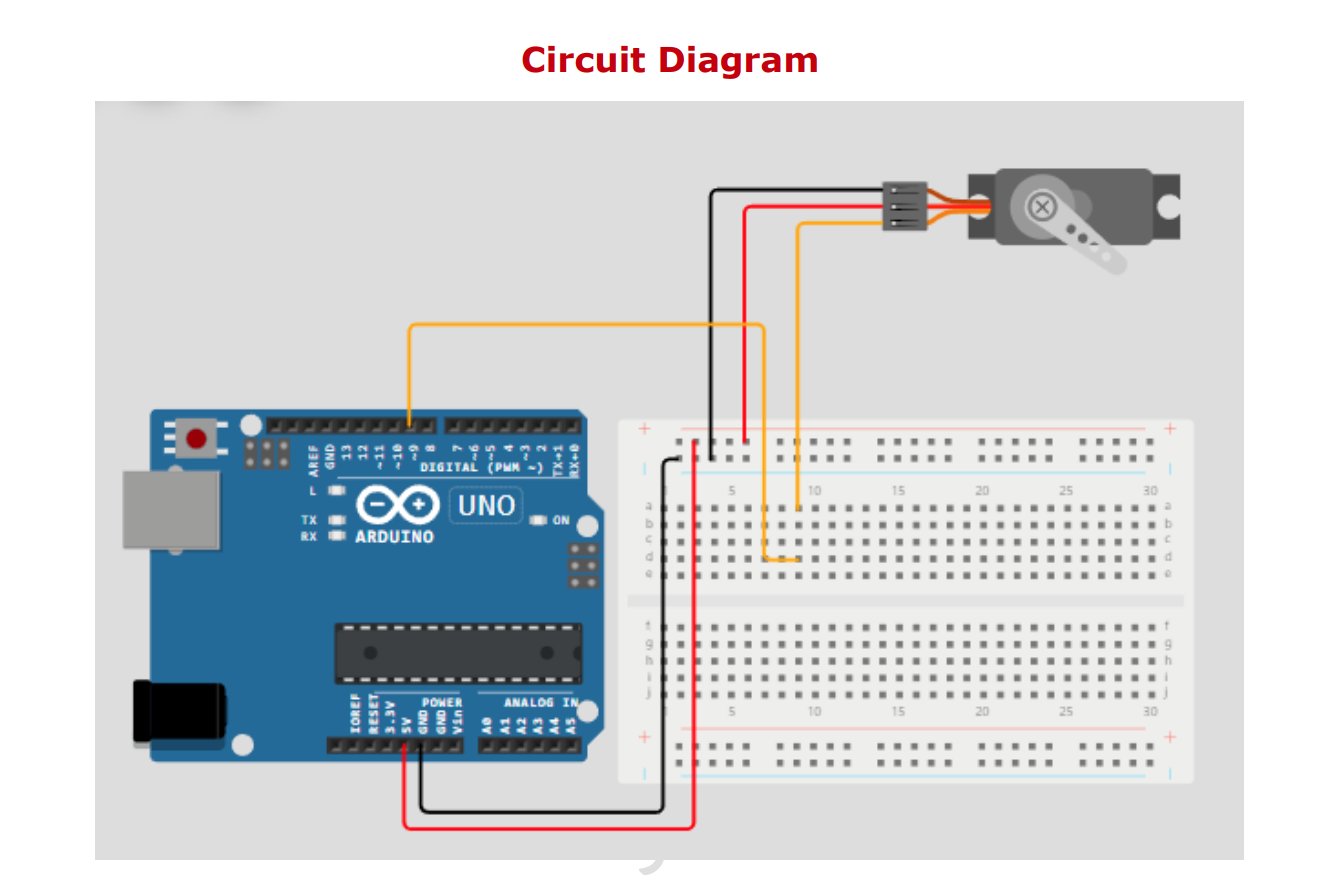 Circuit Diagram
AREF
GND
13
12
~11
~10
~9
8
7
~6
~5
4
~3
2
TX→1
RX←0
DIGITAL (PWM ~)
L
TX
RX
UNO
ON
ARDUINO
IOREF
RESET
3.3V
5V
GND
GND
Vin
POWER
ANALOG IN
A0
A1
A2
A3
A4
A5
+ +
1 5 10 15 20 25 30
a a
b b
c c
d d
e e
f f
g g
h h
i i
j j
1 5 10 15 20 25 30
+ +